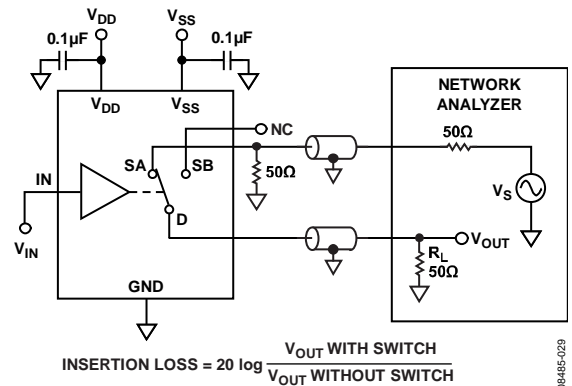 VDD VSS
0.1µF 0.1µF
VDD VSS
NETWORK
ANALYZER
NC
50Ω
SA SB
IN
50Ω
VS
D
VIN
VOUT
RL
50Ω
GND
INSERTION LOSS = 20 log VOUT WITH SWITCH
VOUT WITHOUT SWITCH
08485-029